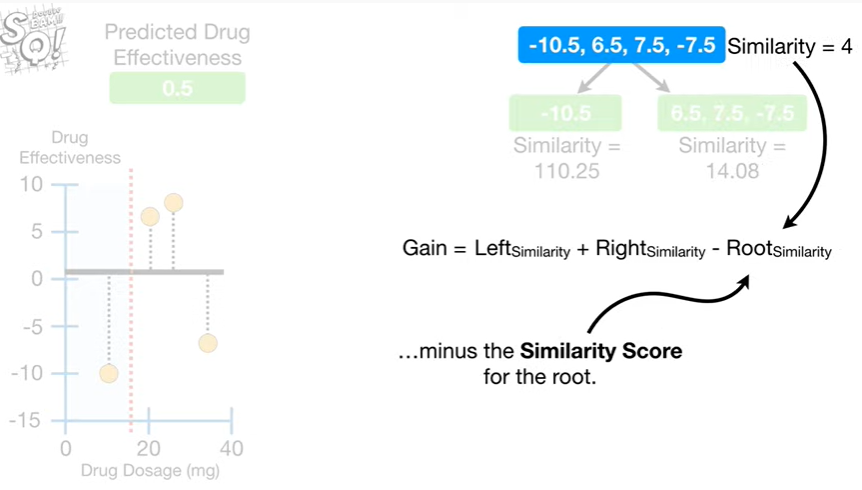 SQ!
Predicted Drug
Effectiveness
0.5
-10.5, 6.5, 7.5, -7.5 Similarity = 4
-10.5
6.5, 7.5, -7.5
Similarity =
110.25
Similarity =
14.08
Drug
Effectiveness
10
5
0
-5
-10
-15
0
20
40
Drug Dosage (mg)
Gain = LeftSimilarity + RightSimilarity - RootSimilarity
…minus the Similarity Score
for the root.